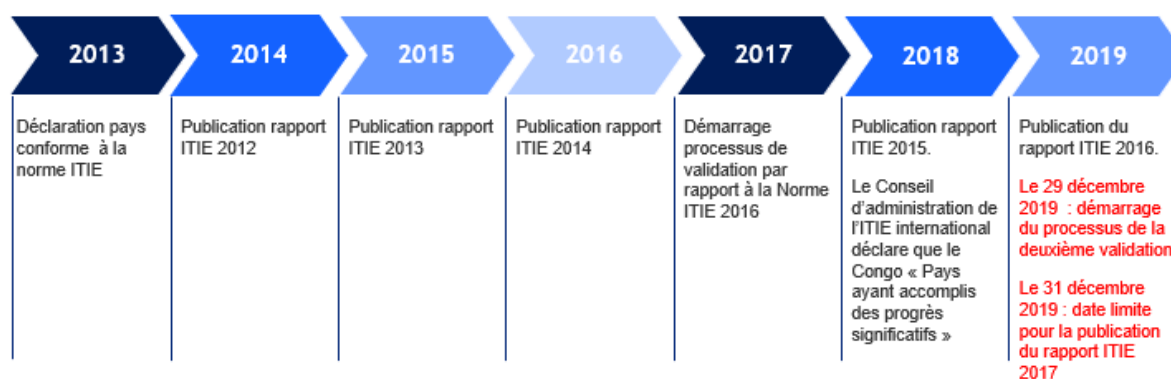 2013
2014
2015
2016
2017
2018
2019
Déclaration pays
conforme à la
norme ITIE
Publication rapport
ITIE 2012
Publication rapport
ITIE 2013
Publication rapport
ITIE 2014
Démarrage
processus de
validation par
rapport à la Norme
ITIE 2016
Publication rapport
ITIE 2015.
Le Conseil
d'administration de
l'ITIE international
déclare que le
Congo « Pays
ayant accomplis
des progrès
significatifs »
Publication du
rapport ITIE 2016.
Le 29 décembre
2019 : démarrage
du processus de la
deuxième validation
Le 31 décembre
2019 : date limite
pour la publication
du rapport ITIE
2017